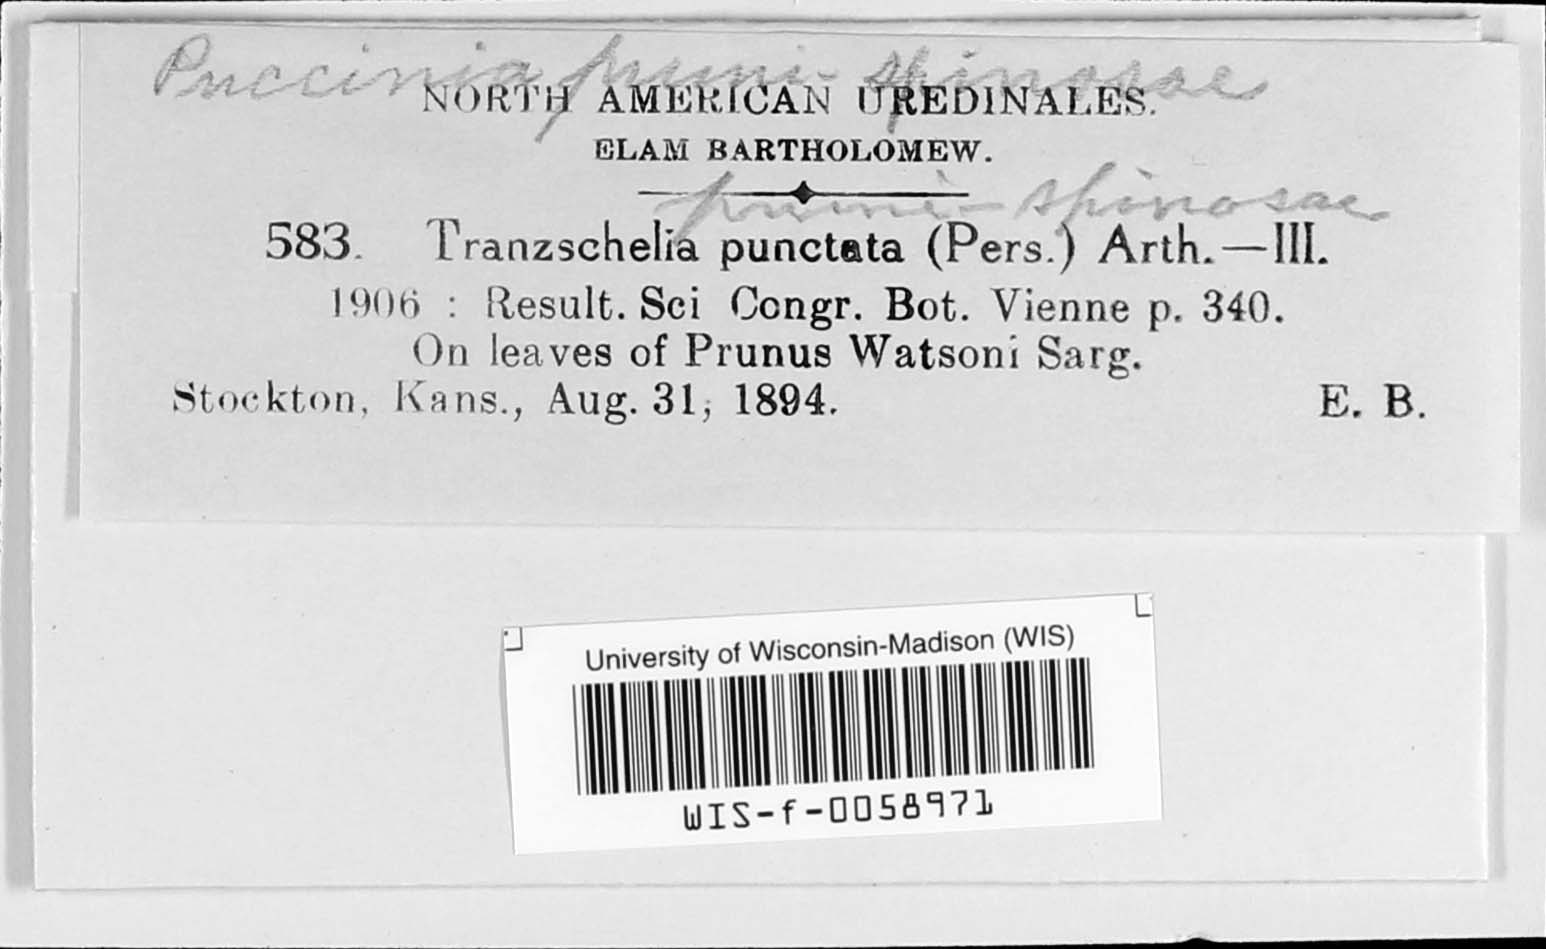 Puccinia pruni-spinosae
NORTH AMERICAN UREDINALES.
ELAM BARTHOLOMEW.
pruni-spinosae
583. Tranzschelia punctata (Pers.) Arth.—III.
1906 : Result. Sci Congr. Bot. Vienne p. 340.
On leaves of Prunus Watsoni Sarg.
Stockton, Kans., Aug. 31, 1894. E. B.
University of Wisconsin-Madison (WIS)
WIS-f-0058971